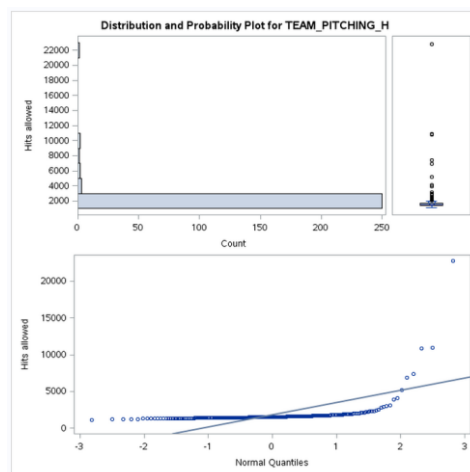 Distribution and Probability Plot for TEAM_PITCHING_H
22000
20000
18000
16000
14000
12000
10000
8000
6000
4000
2000
Hits allowed
0 50 100 150 200 250
Count
20000
15000
10000
5000
0
Hits allowed
-3 -2 -1 0 1 2 3
Normal Quantiles